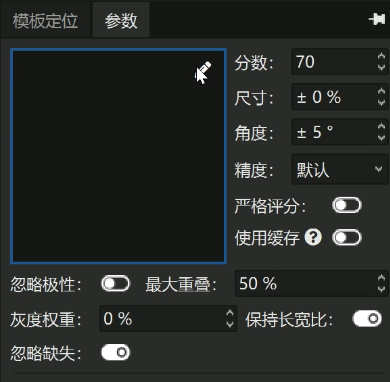 模板定位 参数
分数： 70
尺寸： ± 0 %
角度： ± 5 °
精度： 默认
严格评分：
使用缓存 ?
忽略极性： 最大重叠： 50 %
灰度权重： 0 % 保持长宽比：
忽略缺失：